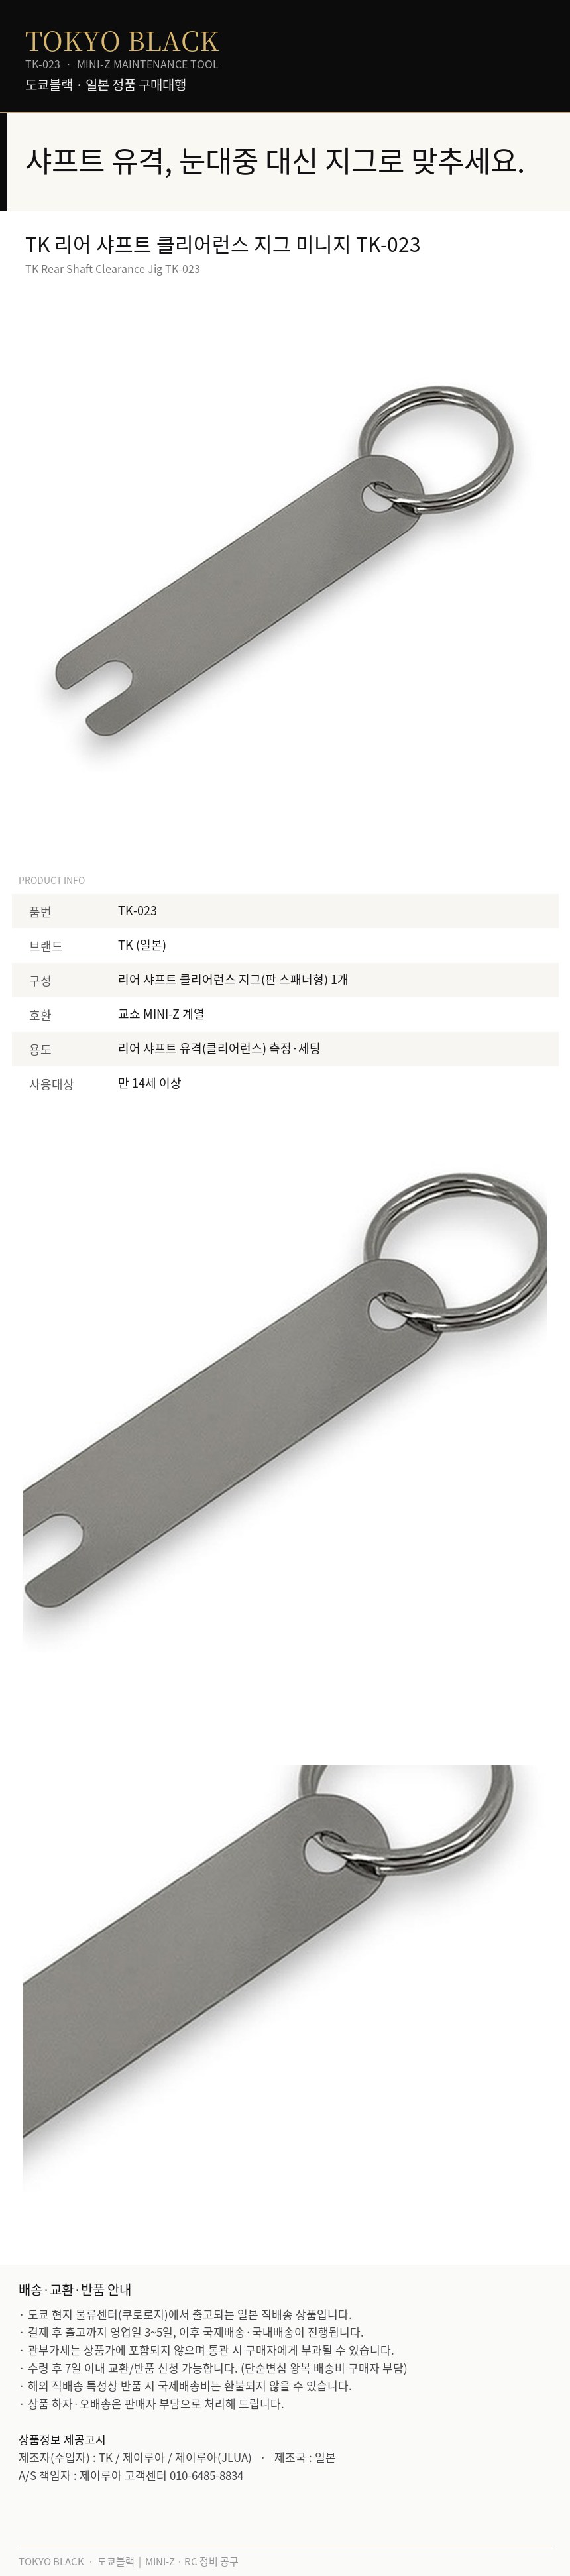 TOKYO BLACK
TK-023 · MINI-Z MAINTENANCE TOOL
도쿄블랙 · 일본 정품 구매대행
샤프트 유격, 눈대중 대신 지그로 맞추세요.
TK 리어 샤프트 클리어런스 지그 미니지 TK-023
TK Rear Shaft Clearance Jig TK-023
PRODUCT INFO
품번 TK-023
브랜드 TK (일본)
구성 리어 샤프트 클리어런스 지그(판 스패너형) 1개
호환 교쇼 MINI-Z 계열
용도 리어 샤프트 유격(클리어런스) 측정·세팅
사용대상 만 14세 이상
배송·교환·반품 안내
· 도쿄 현지 물류센터(쿠로로지)에서 출고되는 일본 직배송 상품입니다.
· 결제 후 출고까지 영업일 3~5일, 이후 국제배송·국내배송이 진행됩니다.
· 관부가세는 상품가에 포함되지 않으며 통관 시 구매자에게 부과될 수 있습니다.
· 수령 후 7일 이내 교환/반품 신청 가능합니다. (단순변심 왕복 배송비 구매자 부담)
· 해외 직배송 특성상 반품 시 국제배송비는 환불되지 않을 수 있습니다.
· 상품 하자·오배송은 판매자 부담으로 처리해 드립니다.
상품정보 제공고시
제조자(수입자) : TK / 제이루아 / 제이루아(JLUA) · 제조국 : 일본
A/S 책임자 : 제이루아 고객센터 010-6485-8834
TOKYO BLACK · 도쿄블랙 | MINI-Z · RC 정비 공구